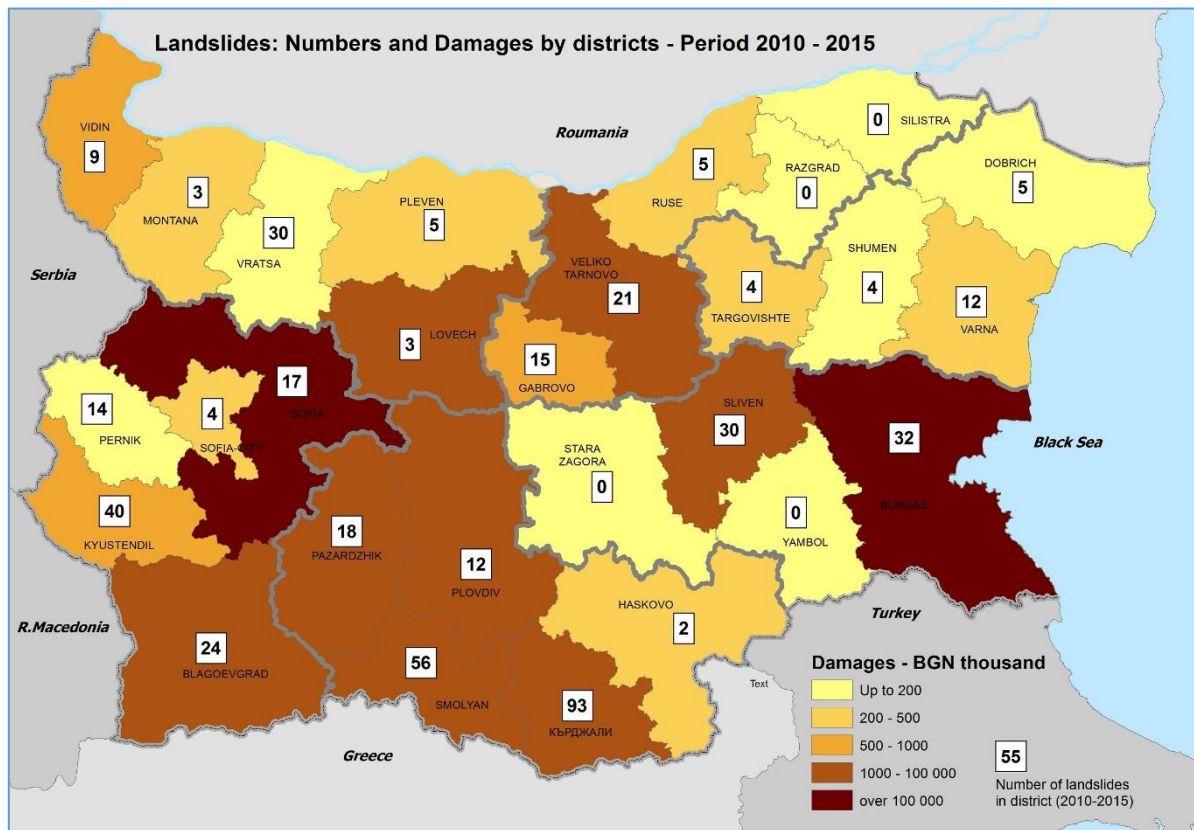 Landslides: Numbers and Damages by districts - Period 2010 - 2015
VIDIN
9
Roumania
0
SILISTRA
3
MONTANA
5
RUSE
RAZGRAD
0
DOBRICH
5
PLEVEN
5
30
VRATSA
Serbia
VELIKO
TARNOVO
21
SHUMEN
4
4
TARGOVISHTE
12
VARNA
3
LOVECH
15
GABROVO
17
SOFIA
14
PERNIK
4
SOFIA-CITY
SLIVEN
30
32
BURGAS
Black Sea
STARA
ZAGORA
0
40
KYUSTENDIL
18
PAZARDZHIK
0
YAMBOL
12
PLOVDIV
HASKOVO
2
Turkey
R.Macedonia
24
BLAGOEVGRAD
56
SMOLYAN
93
КЪРДЖАЛИ
Greece
Text
Damages - BGN thousand
Up to 200
200 - 500
500 - 1000
1000 - 100 000
over 100 000
55
Number of landslides
in district (2010-2015)